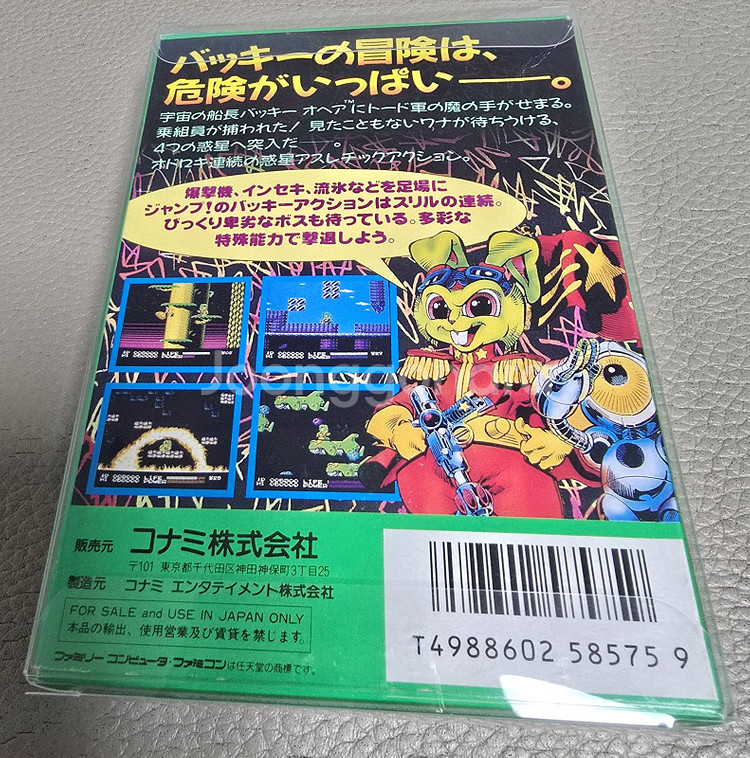 バッキーの冒険は、
危険がいっぱい——。
宇宙の船長バッキー オヘア™にトード軍の魔の手がせまる。
乗組員が捕われた! 見たこともないワナが待ちうける、
4つの惑星へ突入だ——。
オドロキ連続の惑星アスレチックアクション。
爆撃機、インセキ、流氷などを足場に
ジャンプ!のバッキーアクションはスリルの連続。
びっくり卑劣なボスも待っている。多彩な
特殊能力で撃退しよう。
販売元 コナミ株式会社
〒101 東京都千代田区神田神保町3丁目25
製造元 コナミ エンタテイメント株式会社
FOR SALE and USE IN JAPAN ONLY
本品の輸出、使用営業及び賃貸を禁じます。
ファミリー コンピュータ・ファミコンは任天堂の商標です。
T4988602 58575 9